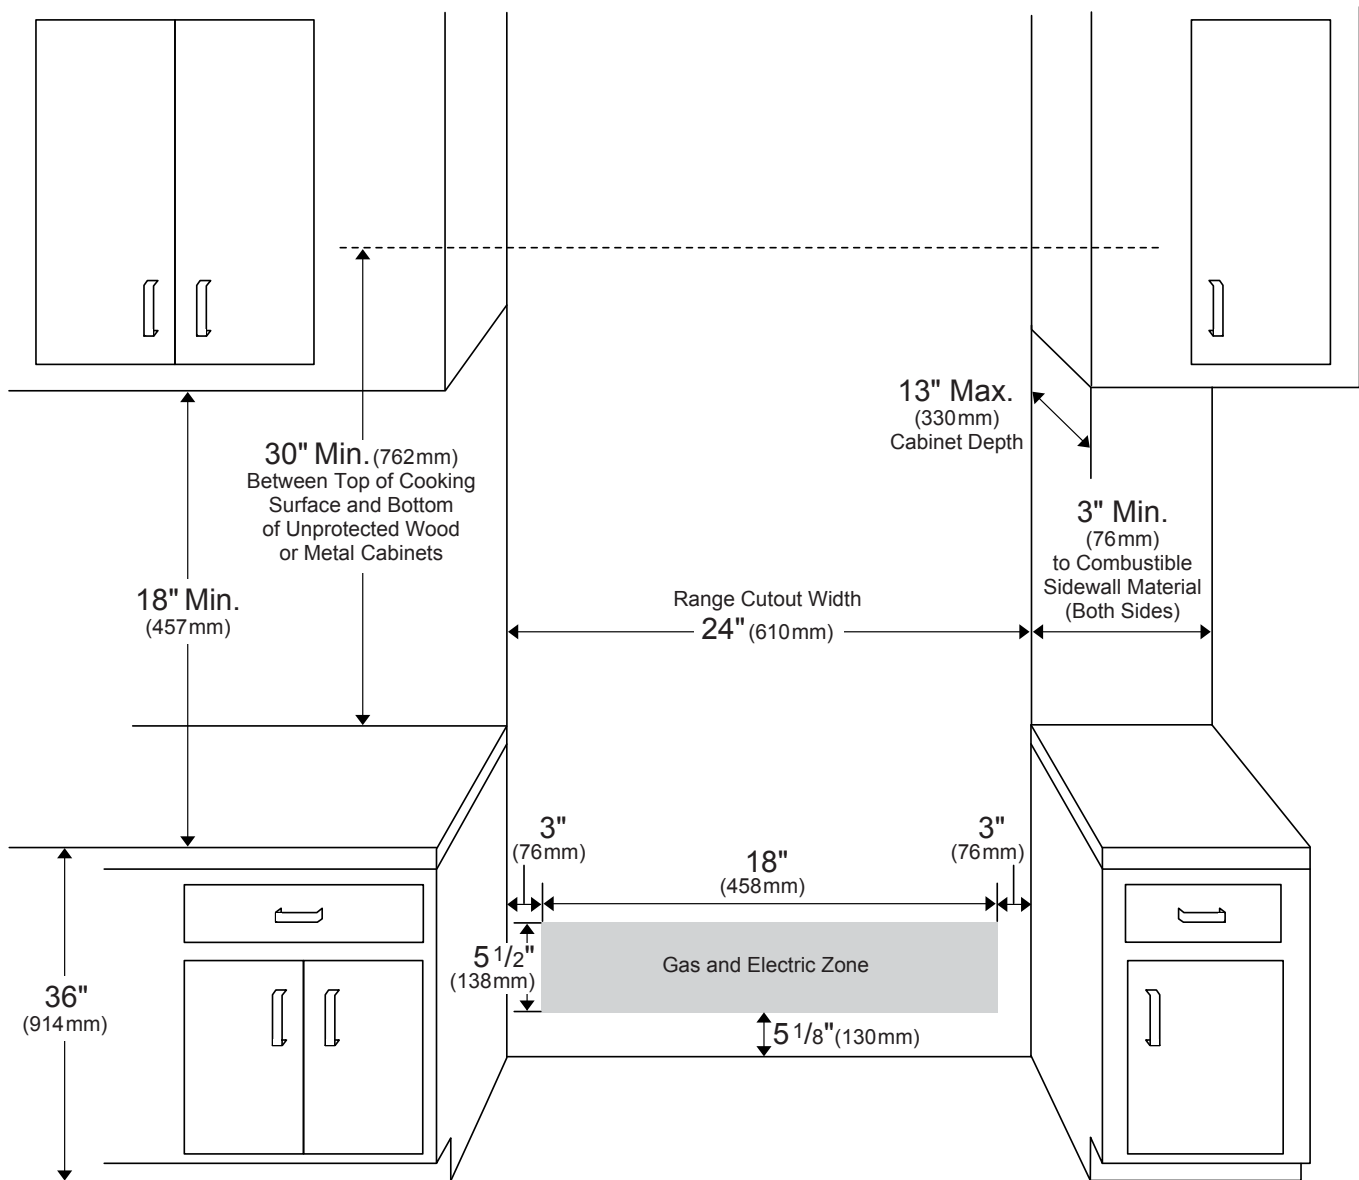 13" Max.
(330mm)
Cabinet Depth
30" Min. (762mm)
Between Top of Cooking
Surface and Bottom
of Unprotected Wood
or Metal Cabinets
3" Min.
(76mm)
to Combustible
Sidewall Material
(Both Sides)
18" Min.
(457mm)
Range Cutout Width
24" (610mm)
3"
(76mm)
18"
(458mm)
3"
(76mm)
5 1/2"
(138mm)
Gas and Electric Zone
36"
(914mm)
5 1/8" (130mm)